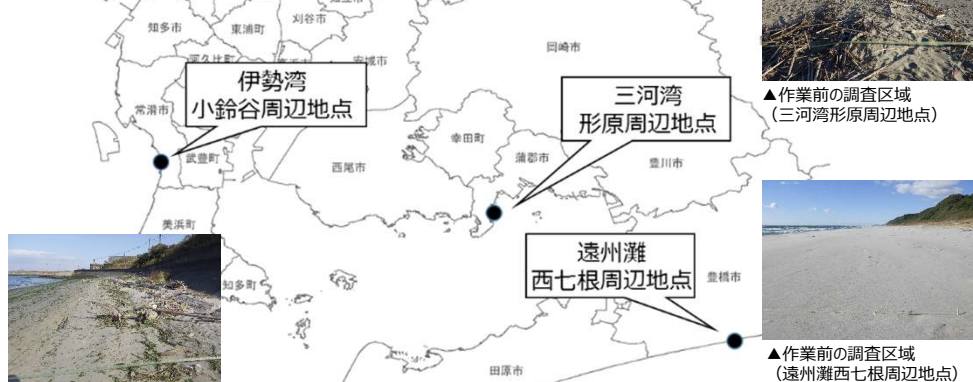 知多市
東浦町
刈谷市
岡崎市
安城市
伊勢湾
小鈴谷周辺地点
三河湾
形原周辺地点
常滑市
武豊町
西尾市
幸田町
蒲郡市
豊川市
美浜町
遠州灘
西七根周辺地点
豊橋市
知多町
田原市
▲作業前の調査区域
(三河湾形原周辺地点)
▲作業前の調査区域
(遠州灘西七根周辺地点)